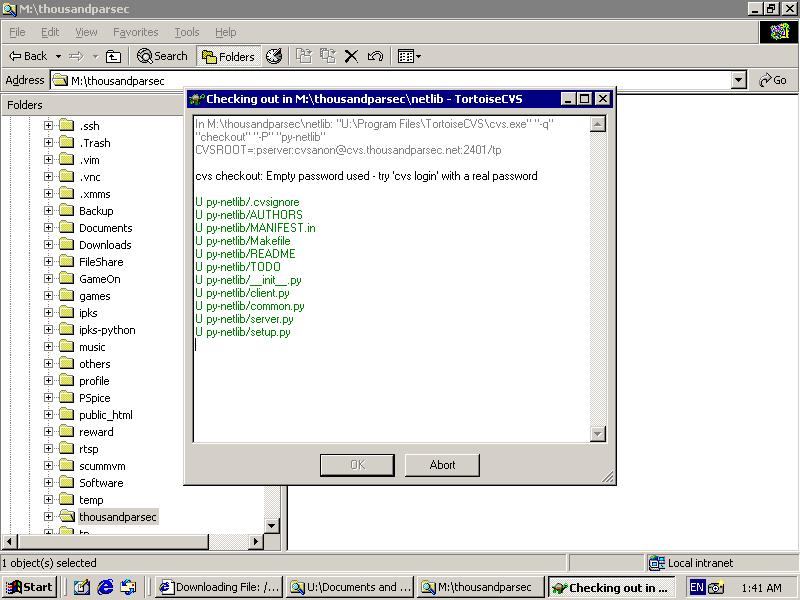 M:\thousandparsec
File Edit View Favorites Tools Help
Back Search Folders
Address M:\thousandparsec Go
Folders
.ssh
.Trash
.vim
.vnc
.xmms
Backup
Documents
Downloads
FileShare
GameOn
games
ipks
ipks-python
music
others
profile
PSpice
public_html
reward
rtsp
scummvm
Software
temp
thousandparsec
Checking out in M:\thousandparsec\netlib - TortoiseCVS
In M:\thousandparsec\netlib: "U:\Program Files\TortoiseCVS\cvs.exe" "-q"
"checkout" "-P" "py-netlib"
CVSROOT=:pserver:cvsanon@cvs.thousandparsec.net:2401/tp
cvs checkout: Empty password used - try 'cvs login' with a real password
U py-netlib/.cvsignore
U py-netlib/AUTHORS
U py-netlib/MANIFEST.in
U py-netlib/Makefile
U py-netlib/README
U py-netlib/TODO
U py-netlib/__init__.py
U py-netlib/client.py
U py-netlib/common.py
U py-netlib/server.py
U py-netlib/setup.py
OK Abort
1 object(s) selected Local intranet
Start Downloading File: /... U:\Documents and ... M:\thousandparsec Checking out in ... EN 1:41 AM